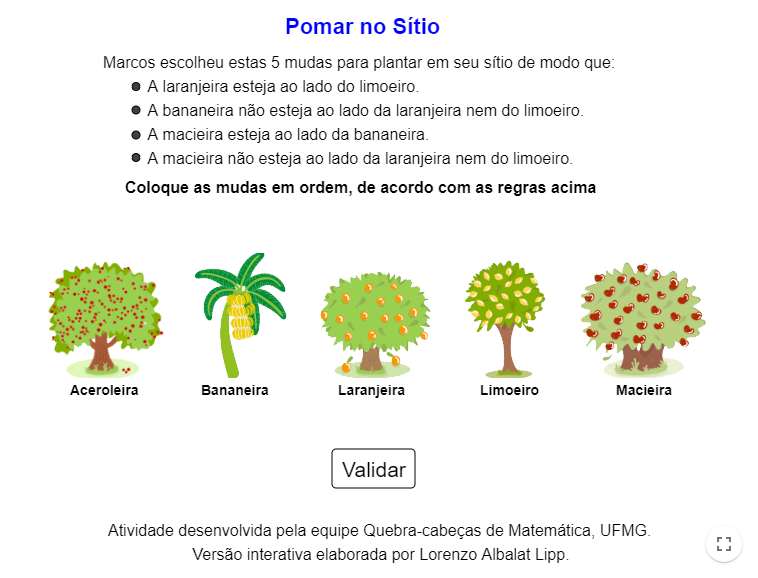 Pomar no Sítio
Marcos escolheu estas 5 mudas para plantar em seu sítio de modo que:
● A laranjeira esteja ao lado do limoeiro.
● A bananeira não esteja ao lado da laranjeira nem do limoeiro.
● A macieira esteja ao lado da bananeira.
● A macieira não esteja ao lado da laranjeira nem do limoeiro.
Coloque as mudas em ordem, de acordo com as regras acima
Aceroleira Bananeira Laranjeira Limoeiro Macieira
Validar
Atividade desenvolvida pela equipe Quebra-cabeças de Matemática, UFMG.
Versão interativa elaborada por Lorenzo Albalat Lipp.